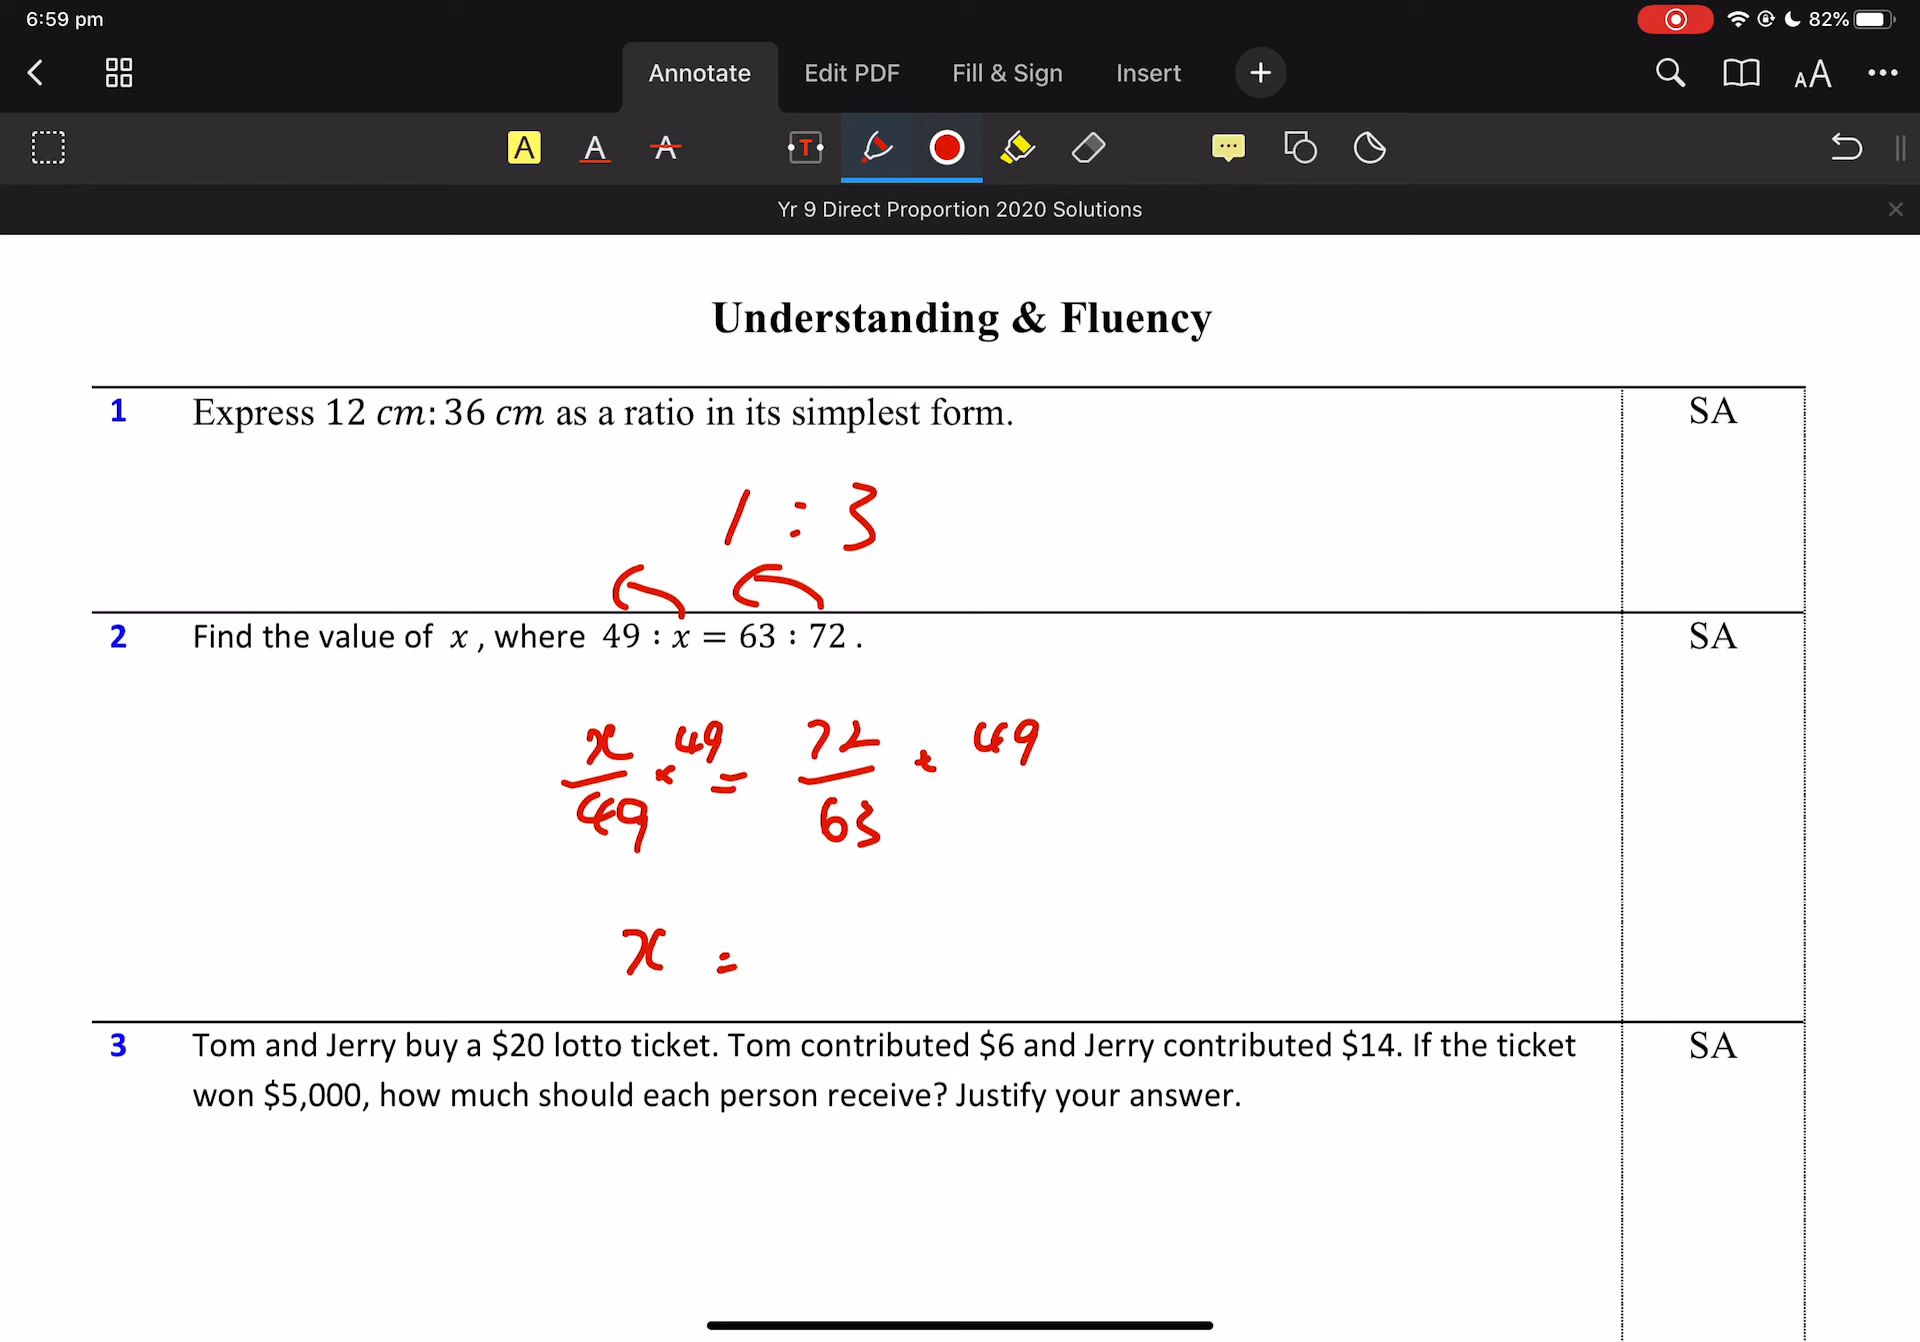 6:59 pm
82%
Annotate Edit PDF Fill & Sign Insert +
A A A T AA
Yr 9 Direct Proportion 2020 Solutions
Understanding & Fluency
1 Express 12 cm: 36 cm as a ratio in its simplest form. SA
1 : 3
2 Find the value of x , where 49 : x = 63 : 72 . SA
x/49 × 49 = 72/63 × 49
x =
3 Tom and Jerry buy a $20 lotto ticket. Tom contributed $6 and Jerry contributed $14. If the ticket SA
won $5,000, how much should each person receive? Justify your answer.